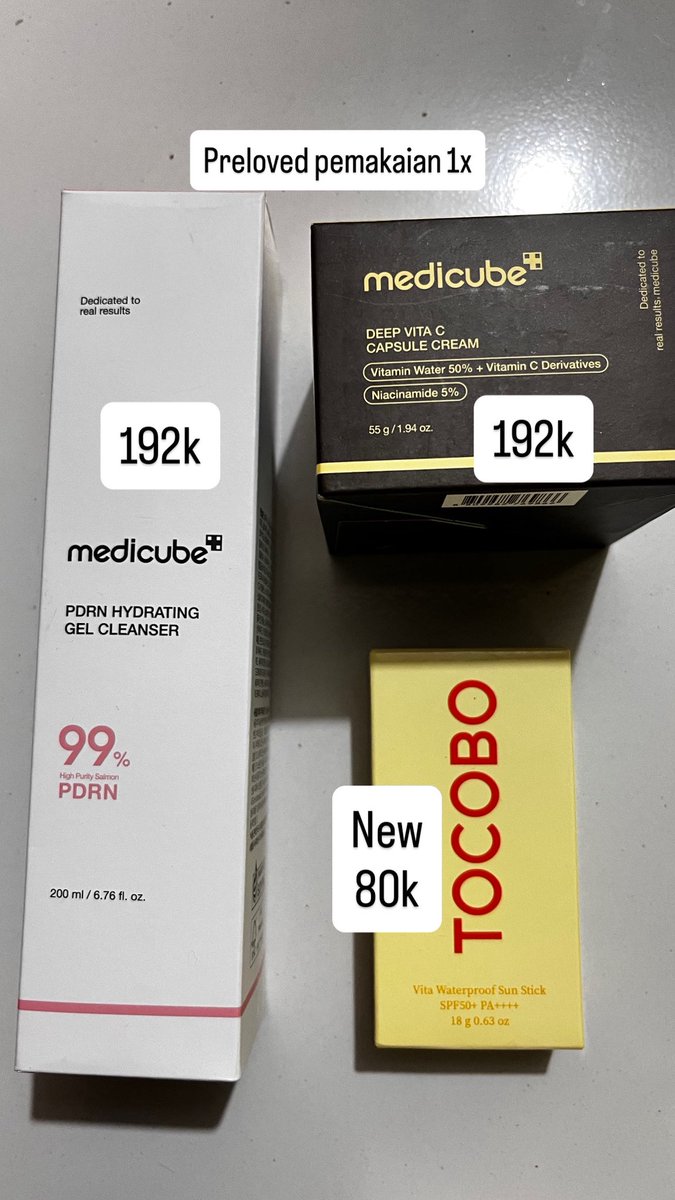 Preloved pemakaian 1x
Dedicated to
real results
192k
medicube
PDRN HYDRATING
GEL CLEANSER
99%
High Purity Salmon
PDRN
200 ml / 6.76 fl. oz.
medicube
DEEP VITA C
CAPSULE CREAM
Vitamin Water 50% + Vitamin C Derivatives
Niacinamide 5%
55 g / 1.94 oz.
192k
Dedicated to
real results. medicube
New
80k
TOCOBO
Vita Waterproof Sun Stick
SPF50+ PA++++
18 g 0.63 oz